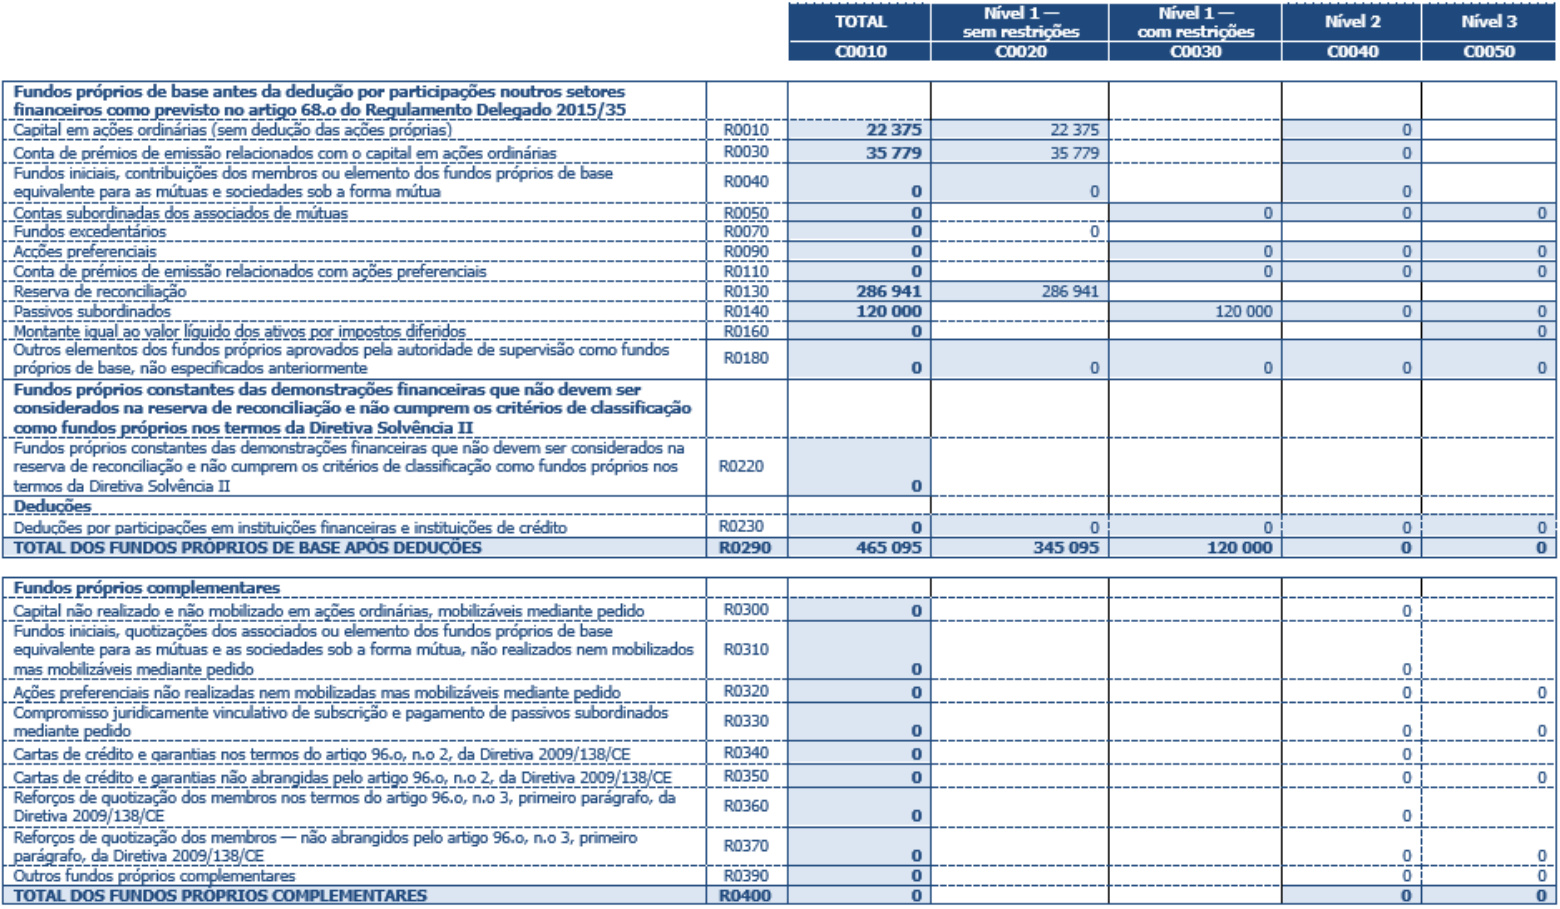 TOTAL Nível 1 — sem restrições Nível 1 — com restrições Nível 2 Nível 3
C0010 C0020 C0030 C0040 C0050
Fundos próprios de base antes da dedução por participações noutros setores
financeiros como previsto no artigo 68.o do Regulamento Delegado 2015/35
Capital em ações ordinárias (sem dedução das ações próprias) R0010 22 375 22 375 0
Conta de prémios de emissão relacionados com o capital em ações ordinárias R0030 35 779 35 779 0
Fundos iniciais, contribuições dos membros ou elemento dos fundos próprios de base
equivalente para as mútuas e sociedades sob a forma mútua R0040 0 0 0
Contas subordinadas dos associados de mútuas R0050 0 0 0 0
Fundos excedentários R0070 0 0
Acções preferenciais R0090 0 0 0 0
Conta de prémios de emissão relacionados com ações preferenciais R0110 0 0 0 0
Reserva de reconciliação R0130 286 941 286 941
Passivos subordinados R0140 120 000 120 000 0 0
Montante igual ao valor líquido dos ativos por impostos diferidos R0160 0 0
Outros elementos dos fundos próprios aprovados pela autoridade de supervisão como fundos
próprios de base, não especificados anteriormente R0180 0 0 0 0 0
Fundos próprios constantes das demonstrações financeiras que não devem ser
considerados na reserva de reconciliação e não cumprem os critérios de classificação
como fundos próprios nos termos da Diretiva Solvência II
Fundos próprios constantes das demonstrações financeiras que não devem ser considerados na
reserva de reconciliação e não cumprem os critérios de classificação como fundos próprios nos
termos da Diretiva Solvência II R0220 0
Deduções
Deduções por participações em instituições financeiras e instituições de crédito R0230 0 0 0 0 0
TOTAL DOS FUNDOS PRÓPRIOS DE BASE APÓS DEDUÇÕES R0290 465 095 345 095 120 000 0 0
Fundos próprios complementares
Capital não realizado e não mobilizado em ações ordinárias, mobilizáveis mediante pedido R0300 0 0
Fundos iniciais, quotizações dos associados ou elemento dos fundos próprios de base
equivalente para as mútuas e as sociedades sob a forma mútua, não realizados nem mobilizados
mas mobilizáveis mediante pedido R0310 0 0
Ações preferenciais não realizadas nem mobilizadas mas mobilizáveis mediante pedido R0320 0 0 0
Compromisso juridicamente vinculativo de subscrição e pagamento de passivos subordinados
mediante pedido R0330 0 0 0
Cartas de crédito e garantias nos termos do artigo 96.o, n.o 2, da Diretiva 2009/138/CE R0340 0 0
Cartas de crédito e garantias não abrangidas pelo artigo 96.o, n.o 2, da Diretiva 2009/138/CE R0350 0 0 0
Reforços de quotização dos membros nos termos do artigo 96.o, n.o 3, primeiro parágrafo, da
Diretiva 2009/138/CE R0360 0 0
Reforços de quotização dos membros — não abrangidos pelo artigo 96.o, n.o 3, primeiro
parágrafo, da Diretiva 2009/138/CE R0370 0 0 0
Outros fundos próprios complementares R0390 0 0 0
TOTAL DOS FUNDOS PRÓPRIOS COMPLEMENTARES R0400 0 0 0